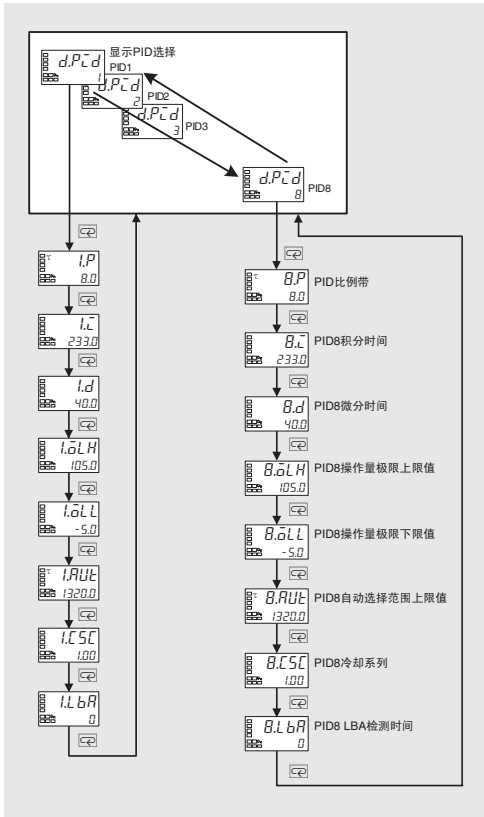 显示PID选择
d.Pid
1
PID1
d.Pid
2
PID2
d.Pid
3
PID3
d.Pid
8
PID8
1.P
8.0
1.i
233.0
1.d
40.0
1.oLH
105.0
1.oLL
-5.0
1.AUt
1320.0
1.CSC
1.00
1.LbA
0
8.P
8.0
PID比例带
8.i
233.0
PID8积分时间
8.d
40.0
PID8微分时间
8.oLH
105.0
PID8操作量极限上限值
8.oLL
-5.0
PID8操作量极限下限值
8.AUt
1320.0
PID8自动选择范围上限值
8.CSC
1.00
PID8冷却系列
8.LbA
0
PID8 LBA检测时间